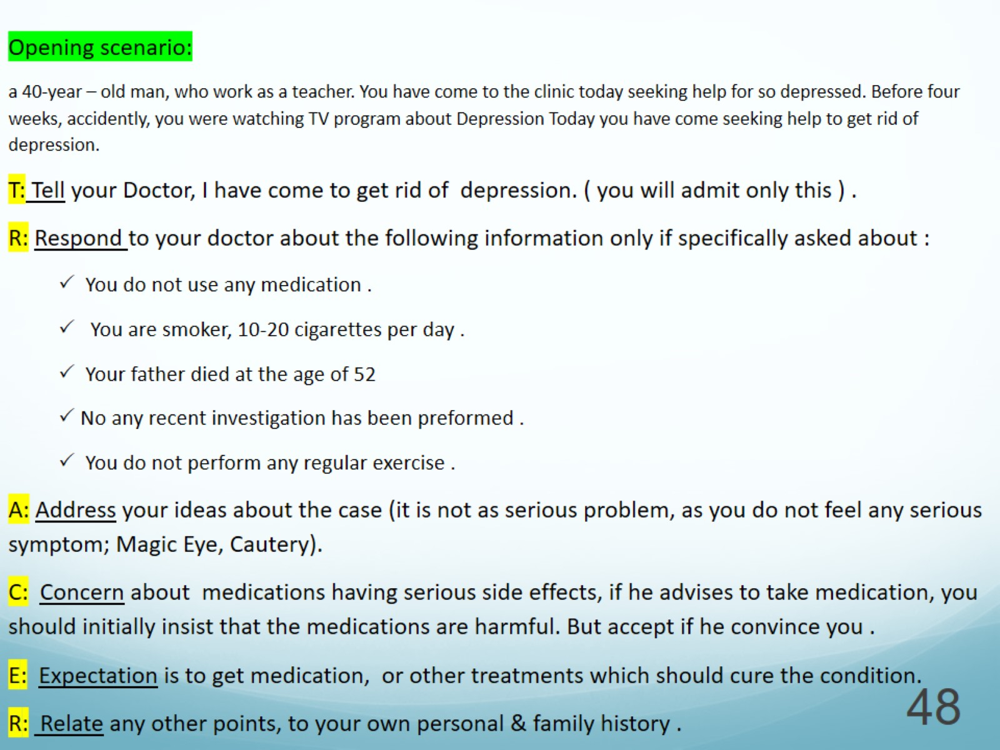 Opening scenario:
a 40-year – old man, who work as a teacher. You have come to the clinic today seeking help for so depressed. Before four
weeks, accidently, you were watching TV program about Depression Today you have come seeking help to get rid of
depression.
T: Tell your Doctor, I have come to get rid of  depression. ( you will admit only this ) .
R: Respond to your doctor about the following information only if specifically asked about :
✓ You do not use any medication .
✓ You are smoker, 10-20 cigarettes per day .
✓ Your father died at the age of 52
✓ No any recent investigation has been preformed .
✓ You do not perform any regular exercise .
A: Address your ideas about the case (it is not as serious problem, as you do not feel any serious
symptom; Magic Eye, Cautery).
C: Concern about  medications having serious side effects, if he advises to take medication, you
should initially insist that the medications are harmful. But accept if he convince you .
E: Expectation is to get medication,  or other treatments which should cure the condition.
R: Relate any other points, to your own personal & family history .
48